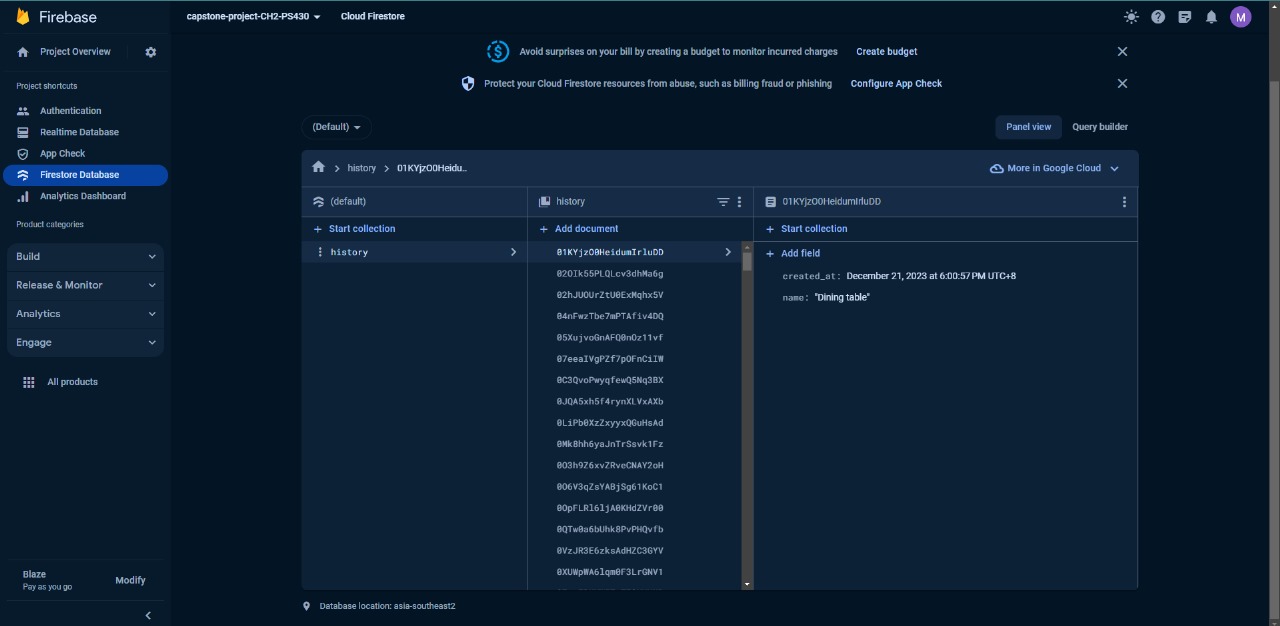 Firebase
capstone-project-CH2-PS430
Cloud Firestore
M
Project Overview
Project shortcuts
Authentication
Realtime Database
App Check
Firestore Database
Analytics Dashboard
Product categories
Build
Release & Monitor
Analytics
Engage
All products
Blaze
Pay as you go
Modify
Avoid surprises on your bill by creating a budget to monitor incurred charges Create budget
Protect your Cloud Firestore resources from abuse, such as billing fraud or phishing Configure App Check
(Default)
Panel view
Query builder
history
01KYjzO0Heidu..
More in Google Cloud
(default)
Start collection
history
history
Add document
01KYjzO0HeidumIrluDD
02OIk55PLQLcv3dhMa6g
02hJUOUrZtU0ExMqhx5V
04nFwzTbe7mPTAfiv4DQ
05XujvoGnAFQ0nOz11vf
07eeaIVgPZf7pOFnCiIW
0C3QvoPwyqfewQ5Nq3BX
0JQA5xh5f4rynXLVxAXb
0LiPb0XzZxyyxQGuHsAd
0Mk8hh6yaJnTrSsvk1Fz
0O3h9Z6xvZRveCNAY2oH
0O6V3qZsYABjSg61KoC1
0OpFLRl6ljA0KHdZVr00
0QTw0a6bUhk8PvPHQvfb
0VzJR3E6zksAdHZC3GYV
0XUWpWA6lqm0F3LrGNV1
01KYjzO0HeidumIrluDD
Start collection
Add field
created_at: December 21, 2023 at 6:00:57 PM UTC+8
name: "Dining table"
Database location: asia-southeast2